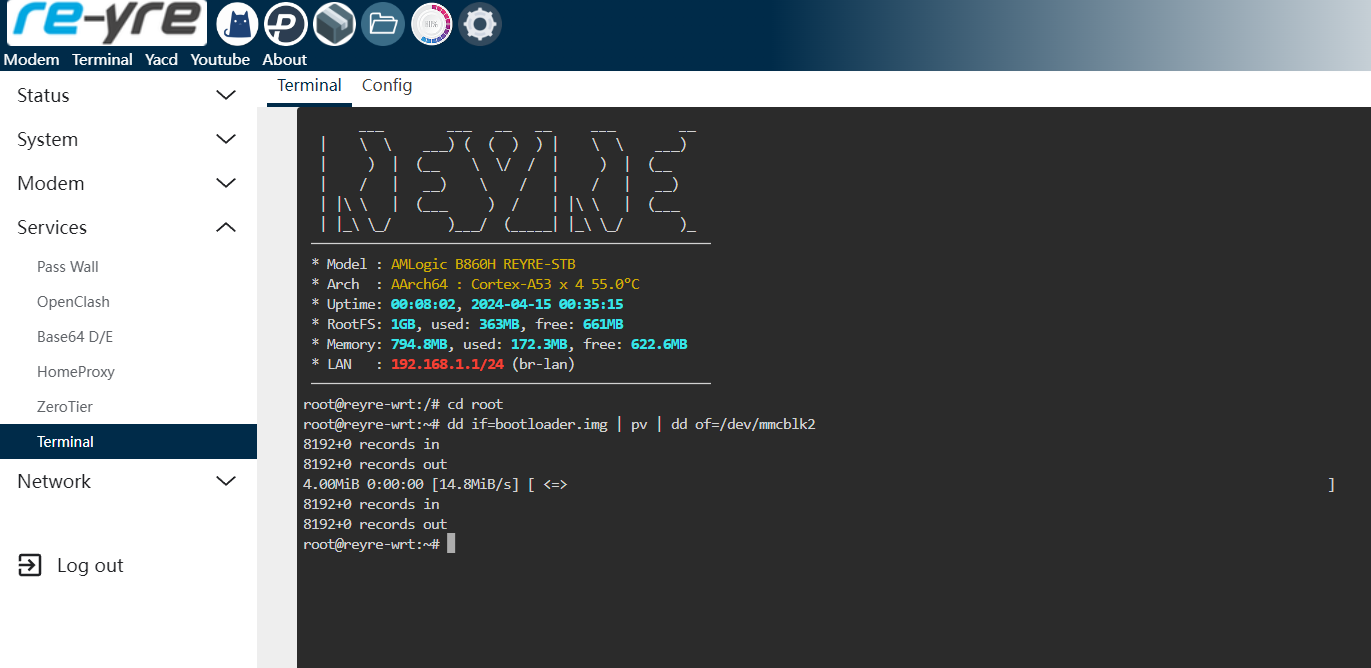 re-yre
Modem Terminal Yacd Youtube About
Status
System
Modem
Services
Pass Wall
OpenClash
Base64 D/E
HomeProxy
ZeroTier
Terminal
Network
Log out
Terminal Config
REYRE
* Model : AMLogic B860H REYRE-STB
* Arch  : AArch64 : Cortex-A53 x 4 55.0°C
* Uptime: 00:08:02, 2024-04-15 00:35:15
* RootFS: 1GB, used: 363MB, free: 661MB
* Memory: 794.8MB, used: 172.3MB, free: 622.6MB
* LAN   : 192.168.1.1/24 (br-lan)
root@reyre-wrt:/# cd root
root@reyre-wrt:~# dd if=bootloader.img | pv | dd of=/dev/mmcblk2
8192+0 records in
8192+0 records out
4.00MiB 0:00:00 [14.8MiB/s] [ <=> ]
8192+0 records in
8192+0 records out
root@reyre-wrt:~#